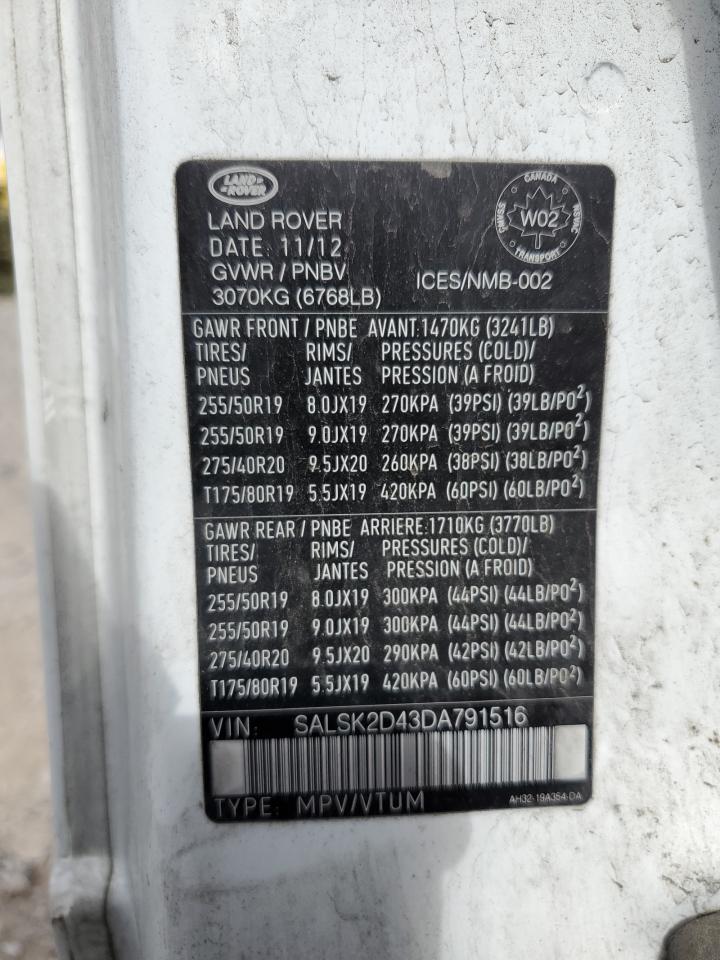 LAND
ROVER
LAND ROVER
DATE: 11/12
GVWR / PNBV
3070KG (6768LB)
CANADA
CMVSS
W02
NSVAC
TRANSPORT
ICES/NMB-002
GAWR FRONT / PNBE AVANT:1470KG (3241LB)
TIRES/ RIMS/ PRESSURES (COLD)/
PNEUS JANTES PRESSION (A FROID)
255/50R19 8.0JX19 270KPA (39PSI) (39LB/PO²)
255/50R19 9.0JX19 270KPA (39PSI) (39LB/PO²)
275/40R20 9.5JX20 260KPA (38PSI) (38LB/PO²)
T175/80R19 5.5JX19 420KPA (60PSI) (60LB/PO²)
GAWR REAR / PNBE ARRIERE:1710KG (3770LB)
TIRES/ RIMS/ PRESSURES (COLD)/
PNEUS JANTES PRESSION (A FROID)
255/50R19 8.0JX19 300KPA (44PSI) (44LB/PO²)
255/50R19 9.0JX19 300KPA (44PSI) (44LB/PO²)
275/40R20 9.5JX20 290KPA (42PSI) (42LB/PO²)
T175/80R19 5.5JX19 420KPA (60PSI) (60LB/PO²)
VIN: SALSK2D43DA791516
TYPE: MPV/VTUM
AH32-19A354-DA